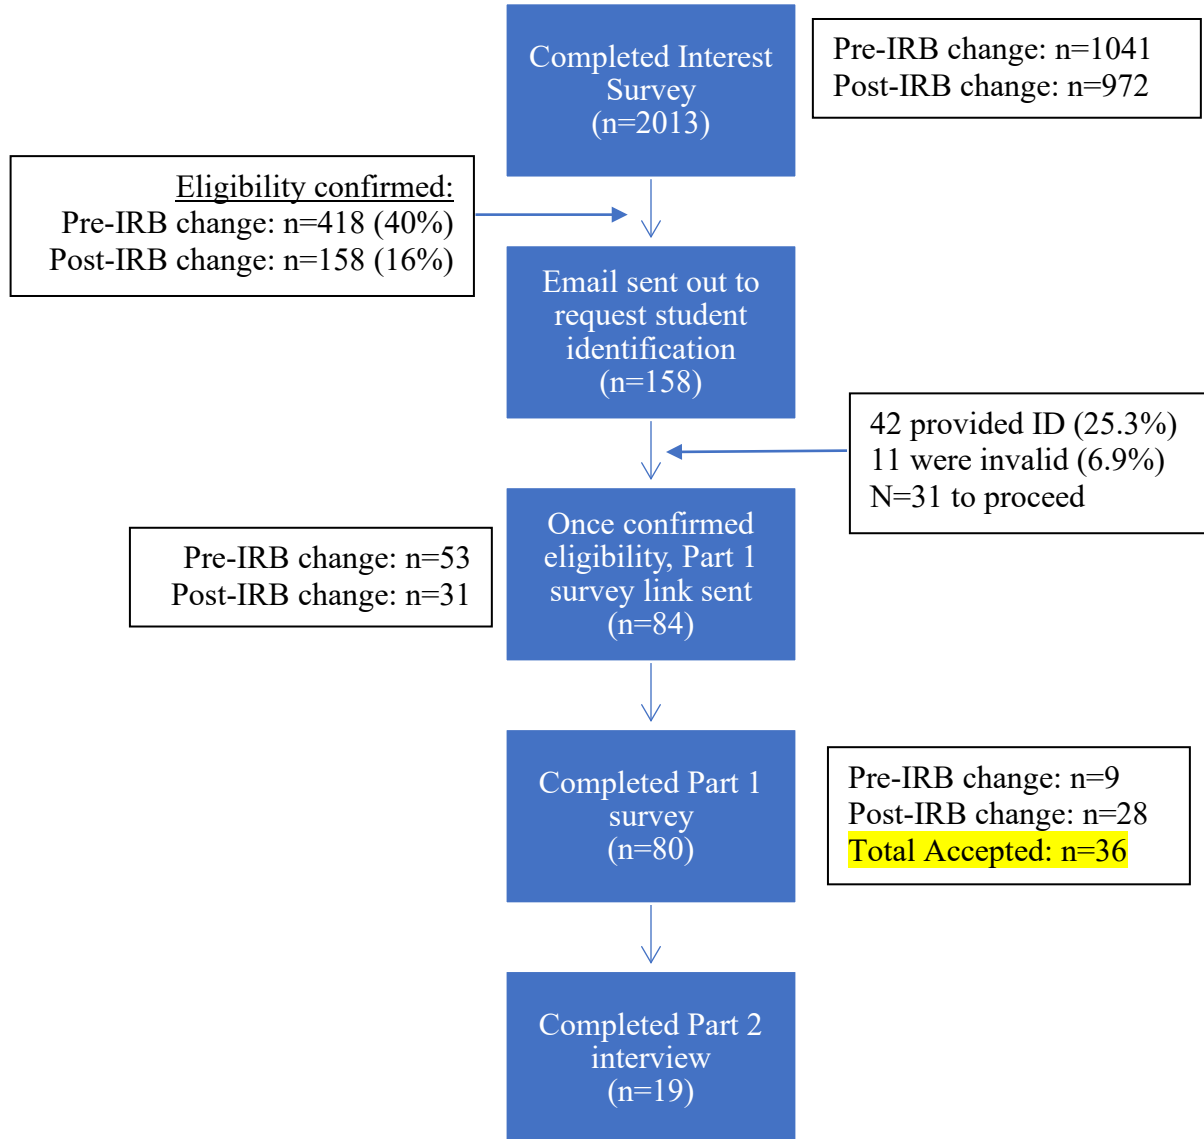 Completed Interest
Survey
(n=2013)
Pre-IRB change: n=1041
Post-IRB change: n=972
Eligibility confirmed:
Pre-IRB change: n=418 (40%)
Post-IRB change: n=158 (16%)
Email sent out to
request student
identification
(n=158)
42 provided ID (25.3%)
11 were invalid (6.9%)
N=31 to proceed
Once confirmed
eligibility, Part 1
survey link sent
(n=84)
Pre-IRB change: n=53
Post-IRB change: n=31
Completed Part 1
survey
(n=80)
Pre-IRB change: n=9
Post-IRB change: n=28
Total Accepted: n=36
Completed Part 2
interview
(n=19)